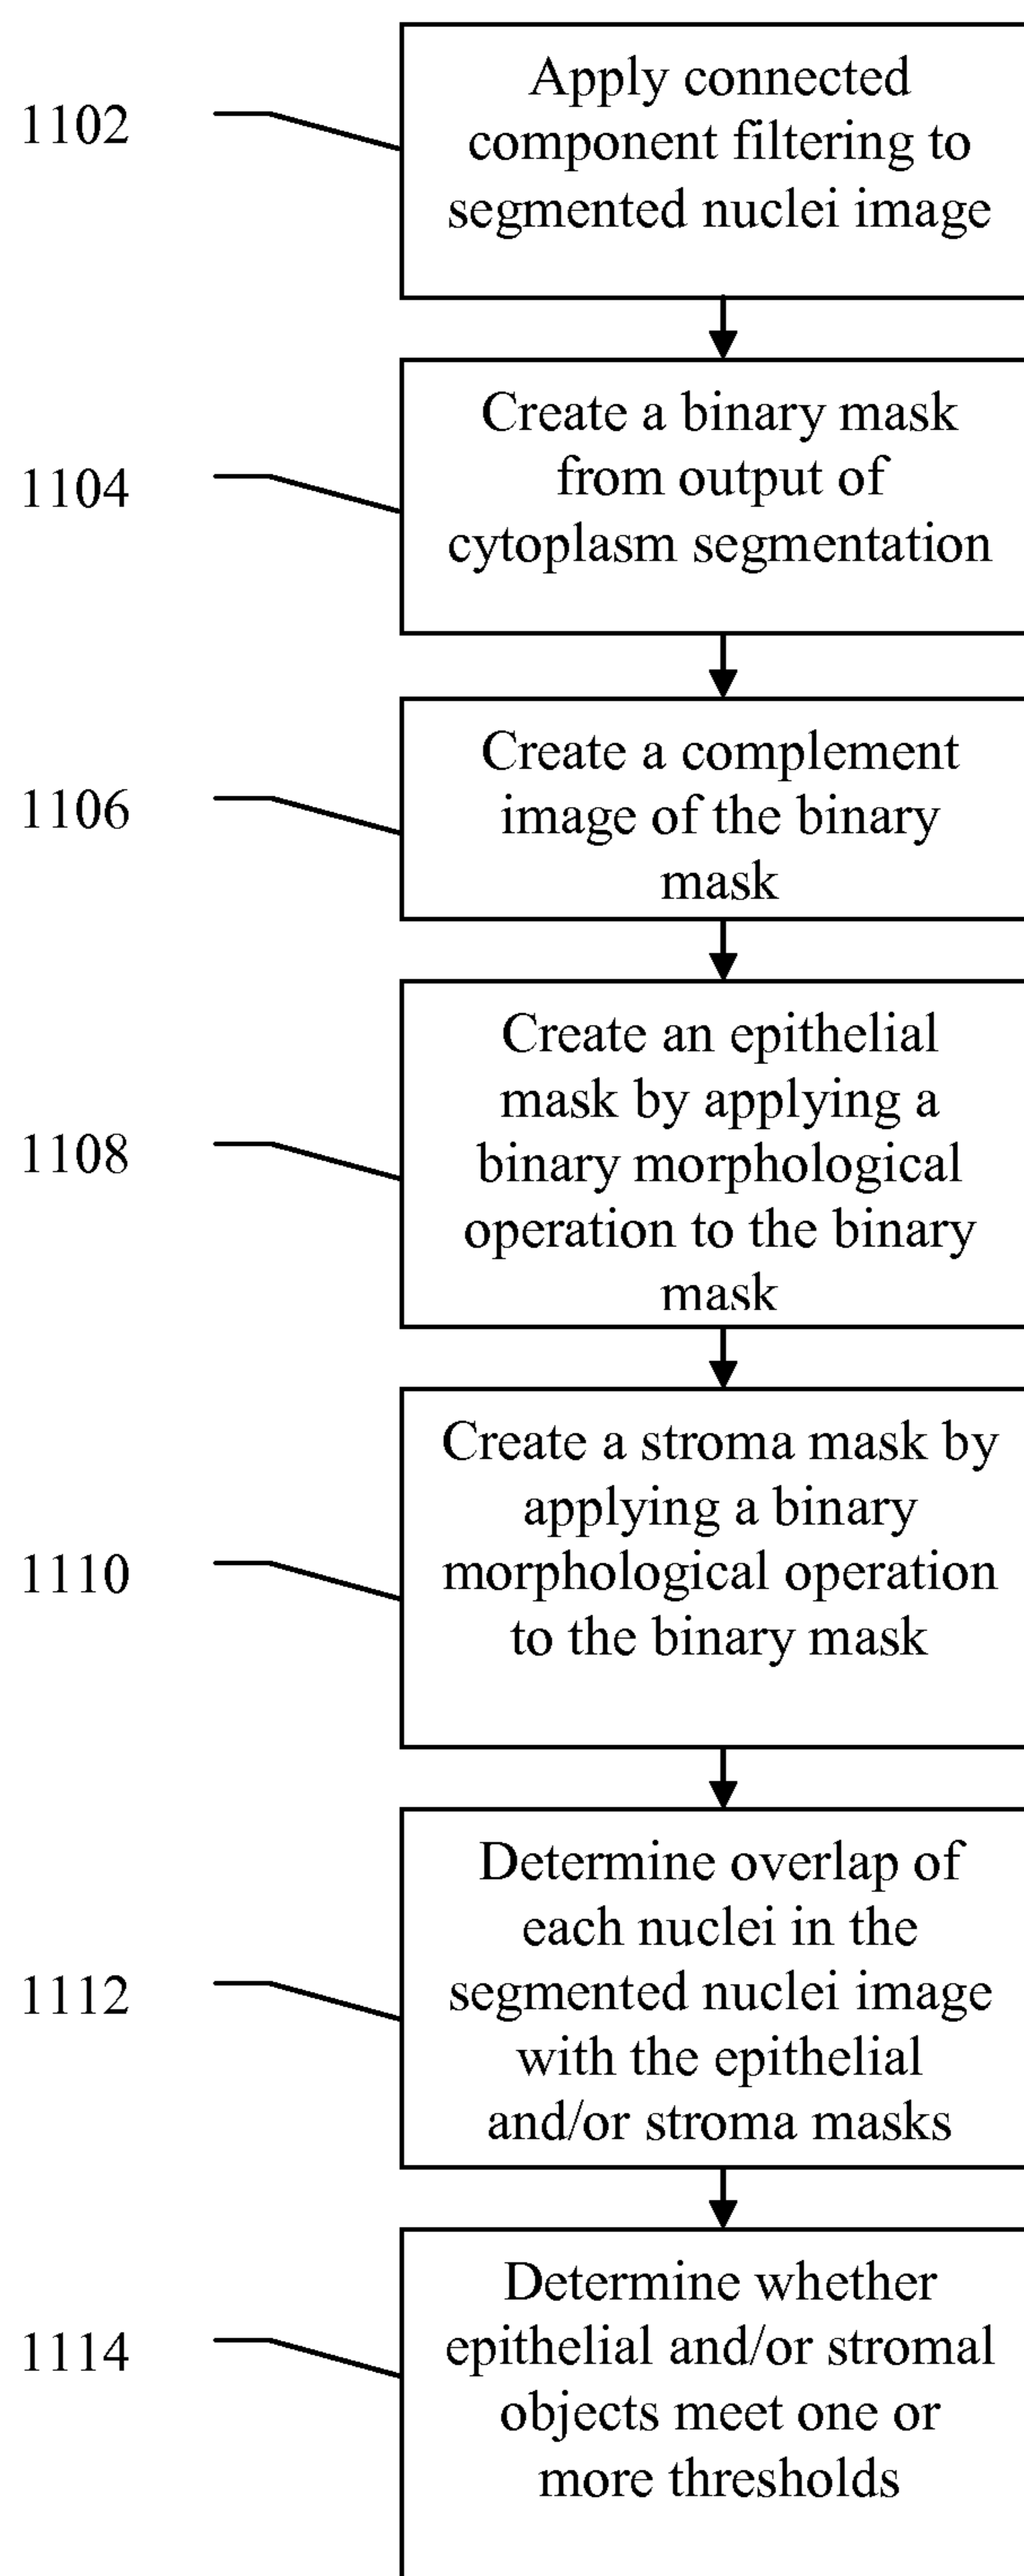 1102
Apply connected
component filtering to
segmented nuclei image
1104
Create a binary mask
from output of
cytoplasm segmentation
1106
Create a complement
image of the binary
mask
1108
Create an epithelial
mask by applying a
binary morphological
operation to the binary
mask
1110
Create a stroma mask by
applying a binary
morphological operation
to the binary mask
1112
Determine overlap of
each nuclei in the
segmented nuclei image
with the epithelial
and/or stroma masks
1114
Determine whether
epithelial and/or stromal
objects meet one or
more thresholds